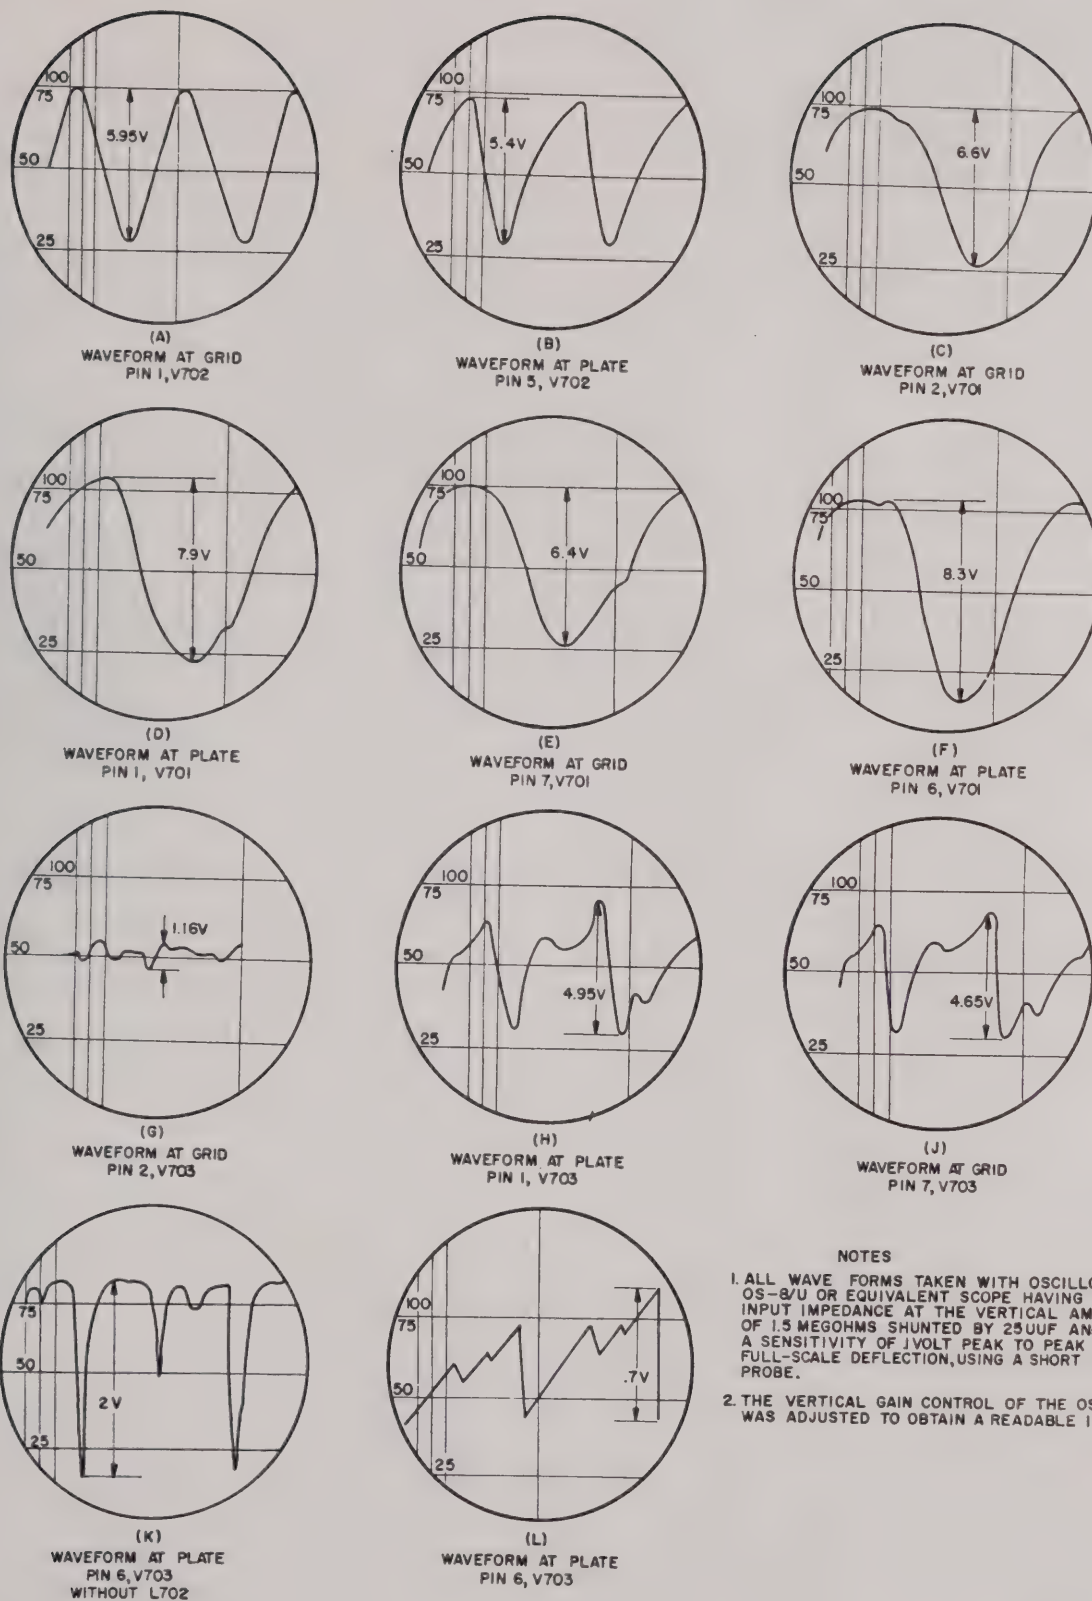 100
75
5.95V
50
25
(A)
WAVEFORM AT GRID
PIN 1, V702
100
75
5.4V
50
25
(B)
WAVEFORM AT PLATE
PIN 5, V702
100
75
6.6V
50
25
(C)
WAVEFORM AT GRID
PIN 2, V701
100
75
7.9V
50
25
(D)
WAVEFORM AT PLATE
PIN 1, V701
100
75
6.4V
50
25
(E)
WAVEFORM AT GRID
PIN 7, V701
100
75
8.3V
50
25
(F)
WAVEFORM AT PLATE
PIN 6, V701
100
75
1.16V
50
25
(G)
WAVEFORM AT GRID
PIN 2, V703
100
75
50
4.95V
25
(H)
WAVEFORM AT PLATE
PIN 1, V703
100
75
50
4.65V
25
(J)
WAVEFORM AT GRID
PIN 7, V703
100
75
50
2V
25
(K)
WAVEFORM AT PLATE
PIN 6, V703
WITHOUT L702
100
75
.7V
50
25
(L)
WAVEFORM AT PLATE
PIN 6, V703
NOTES
1. ALL WAVE FORMS TAKEN WITH OSCILLO
OS-8/U OR EQUIVALENT SCOPE HAVING
INPUT IMPEDANCE AT THE VERTICAL AM
OF 1.5 MEGOHMS SHUNTED BY 25UUF AN
A SENSITIVITY OF .1VOLT PEAK TO PEAK
FULL-SCALE DEFLECTION, USING A SHORT
PROBE.
2. THE VERTICAL GAIN CONTROL OF THE OS
WAS ADJUSTED TO OBTAIN A READABLE I